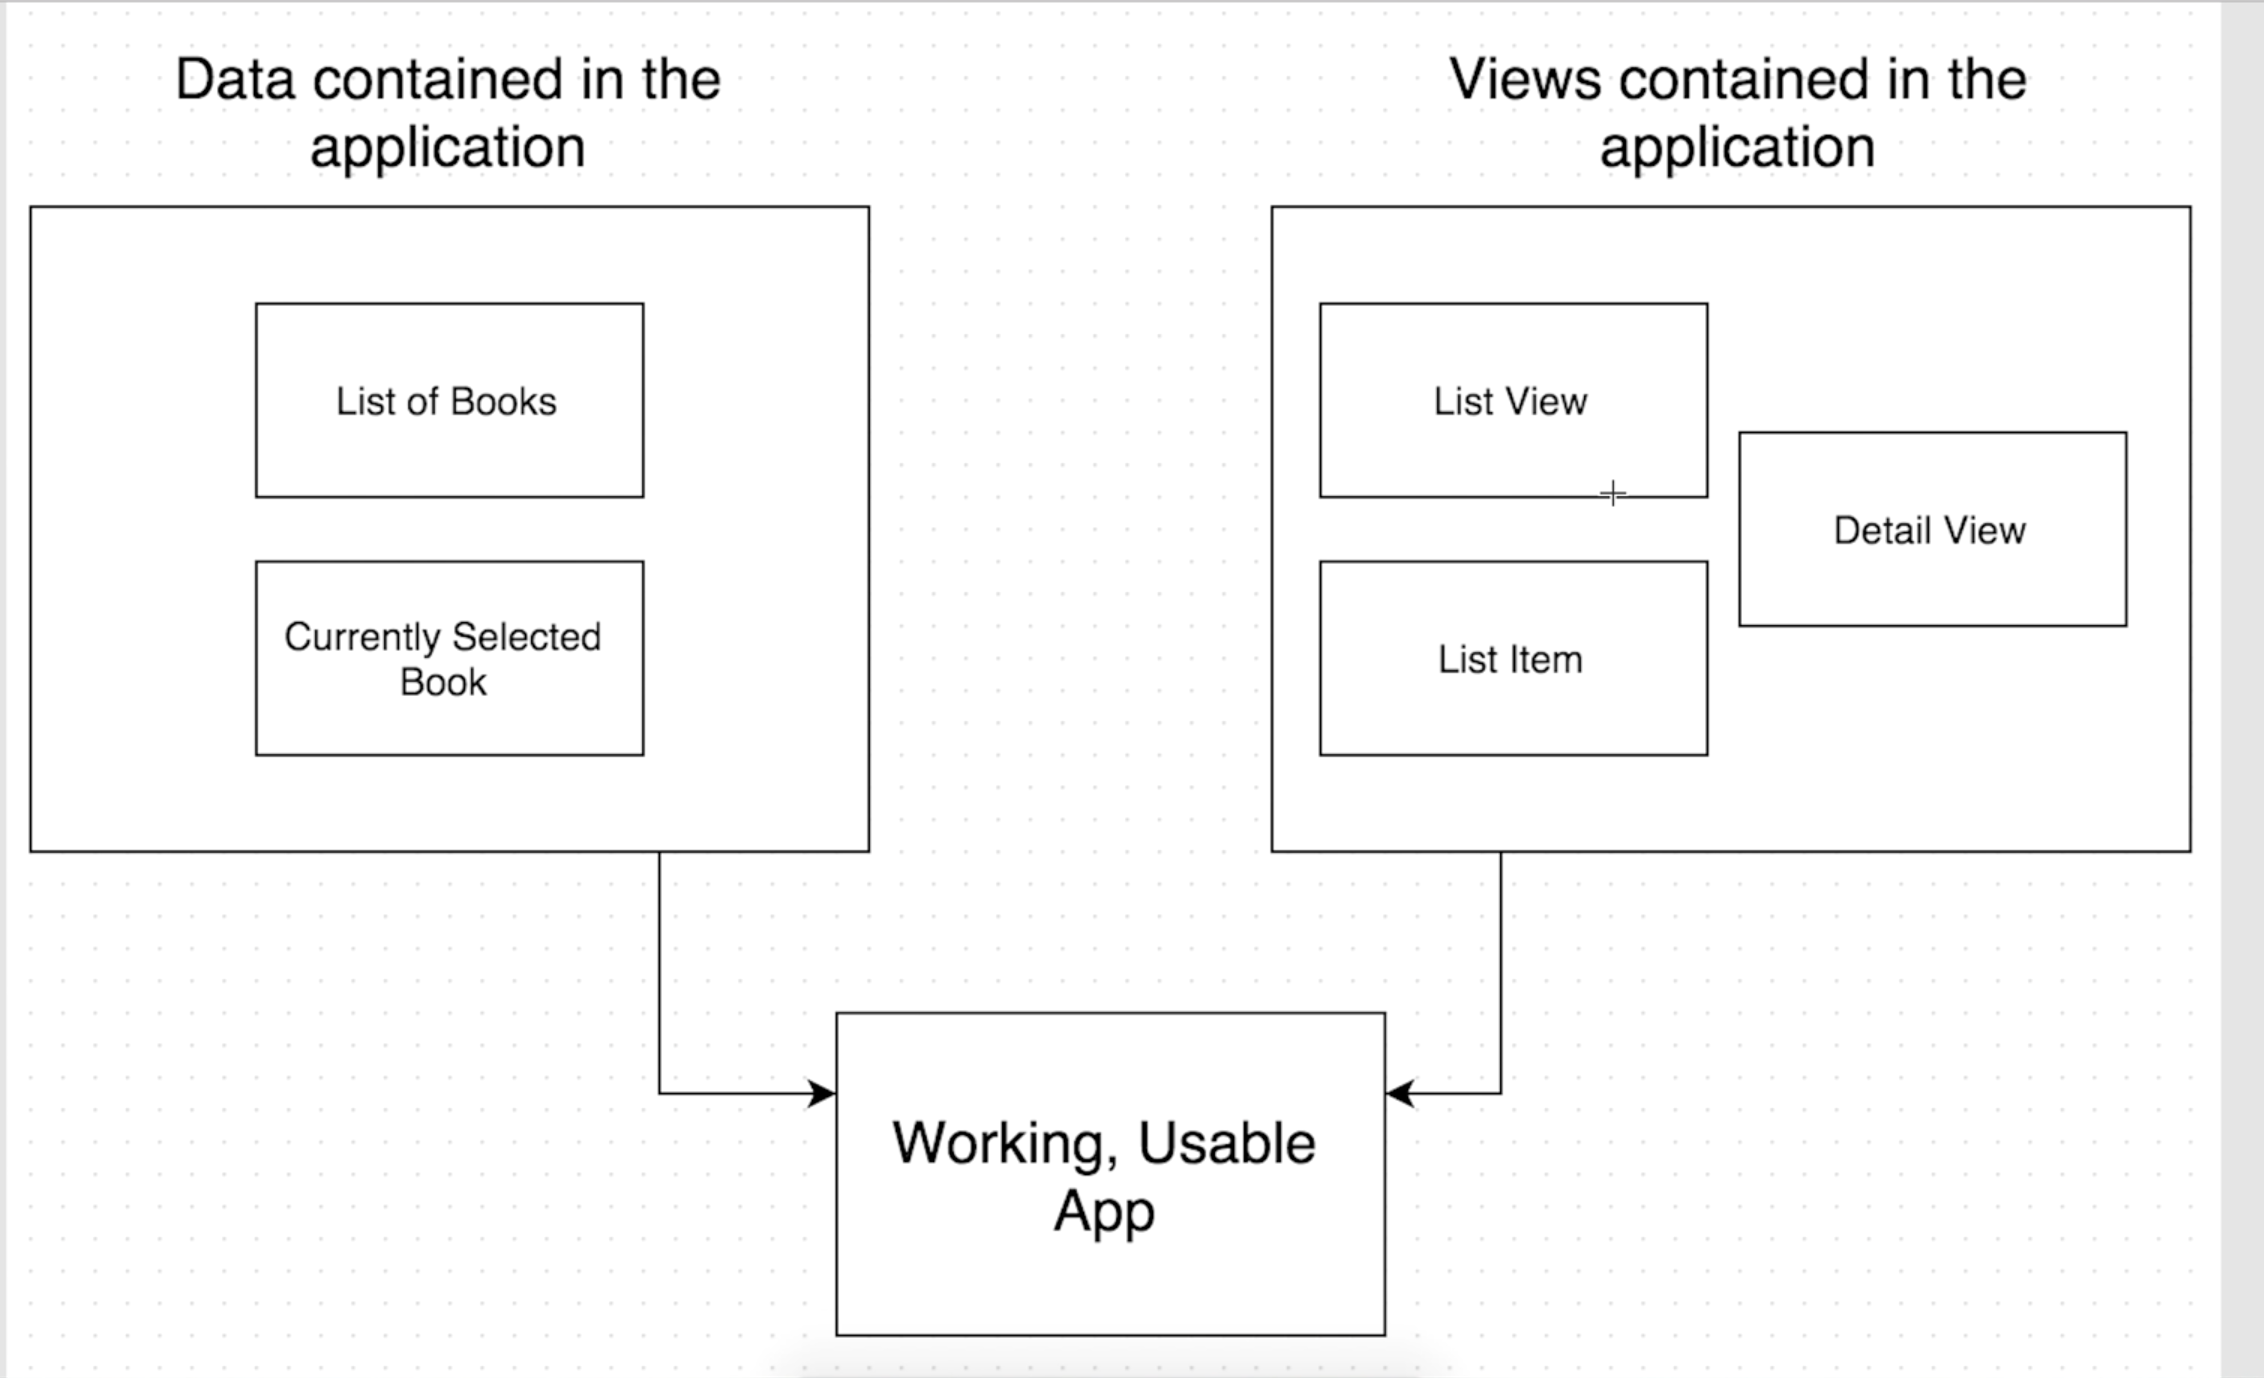 Data contained in the
application
List of Books
Currently Selected
Book
Views contained in the
application
List View
Detail View
List Item
Working, Usable
App